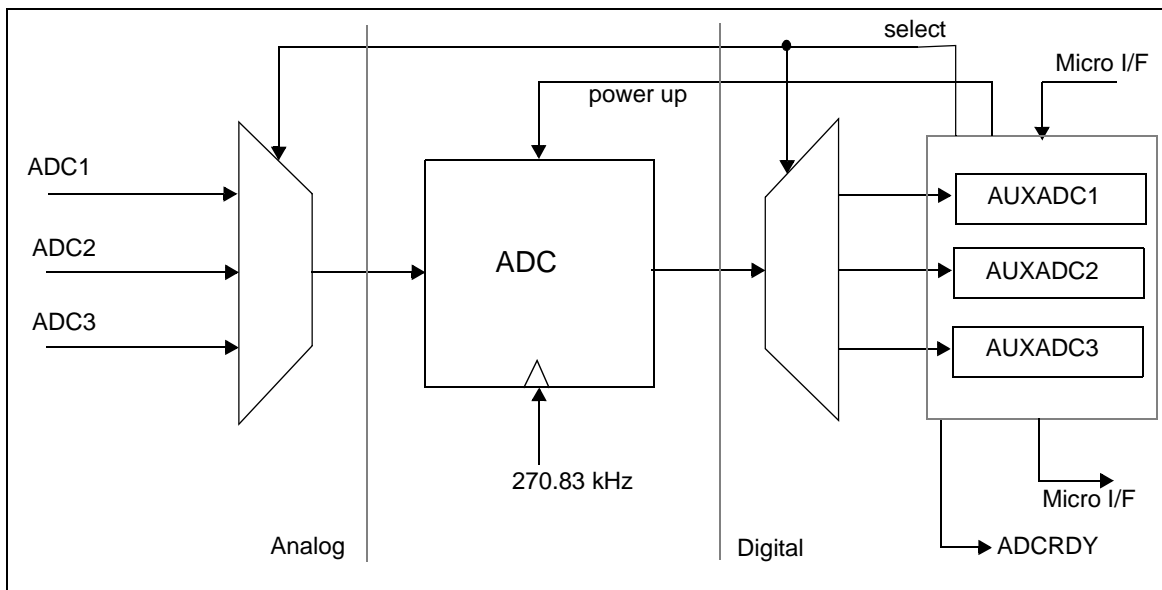 select
Micro I/F
power up
ADC1
AUXADC1
ADC2
ADC
AUXADC2
ADC3
AUXADC3
270.83 kHz
Micro I/F
Analog
Digital
ADCRDY